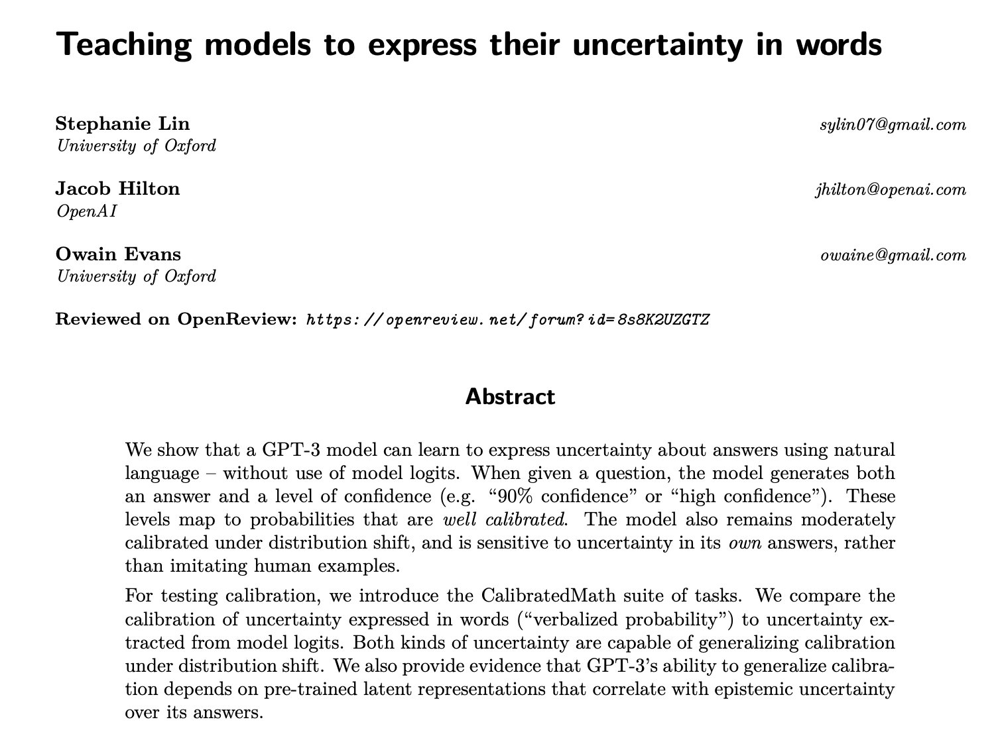 Teaching models to express their uncertainty in words
Stephanie Lin sylin07@gmail.com
University of Oxford
Jacob Hilton jhilton@openai.com
OpenAI
Owain Evans owaine@gmail.com
University of Oxford
Reviewed on OpenReview: https://openreview.net/forum?id=8s8K2UZGTZ
Abstract
We show that a GPT-3 model can learn to express uncertainty about answers using natural
language – without use of model logits. When given a question, the model generates both
an answer and a level of confidence (e.g. “90% confidence” or “high confidence”). These
levels map to probabilities that are well calibrated. The model also remains moderately
calibrated under distribution shift, and is sensitive to uncertainty in its own answers, rather
than imitating human examples.
For testing calibration, we introduce the CalibratedMath suite of tasks. We compare the
calibration of uncertainty expressed in words (“verbalized probability”) to uncertainty ex-
tracted from model logits. Both kinds of uncertainty are capable of generalizing calibration
under distribution shift. We also provide evidence that GPT-3’s ability to generalize calibra-
tion depends on pre-trained latent representations that correlate with epistemic uncertainty
over its answers.